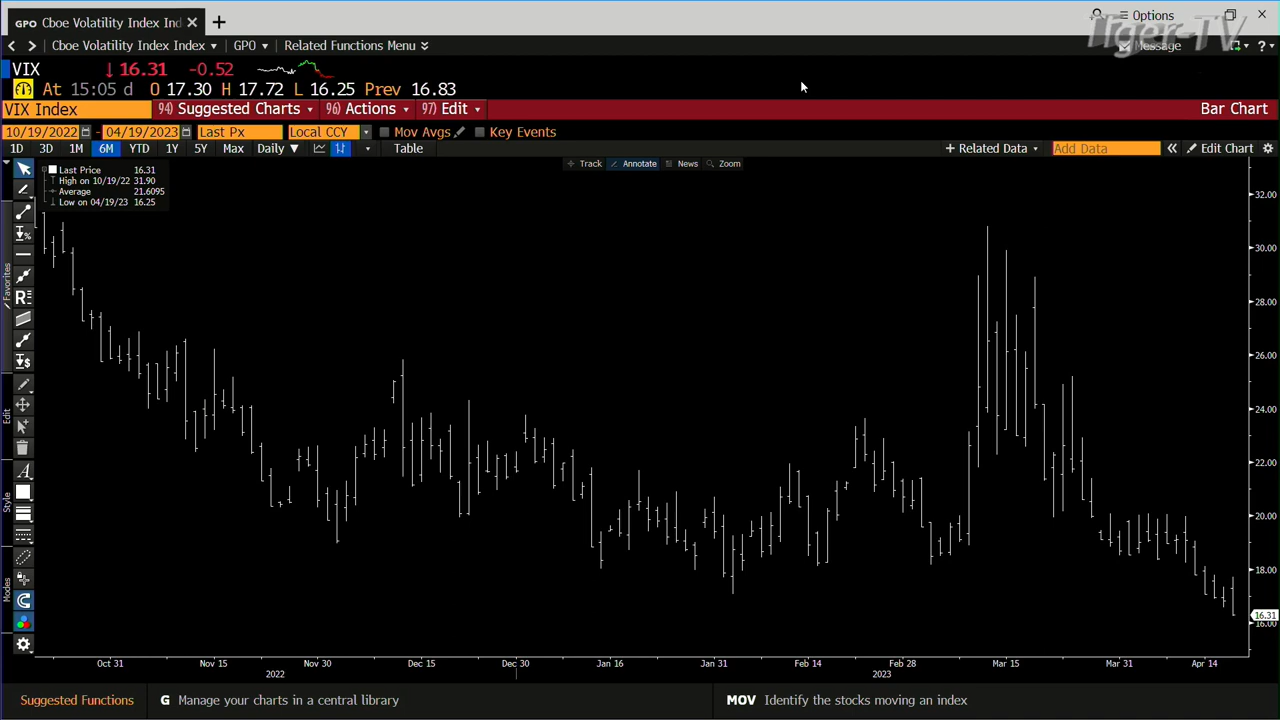 GPO Cboe Volatility Index Ind
Options
Tiger-TV
Cboe Volatility Index Index GPO Related Functions Menu
Message
VIX 16.31 -0.52
At 15:05 d O 17.30 H 17.72 L 16.25 Prev 16.83
VIX Index 94) Suggested Charts 96) Actions 97) Edit Bar Chart
10/19/2022 - 04/19/2023 Last Px Local CCY Mov Avgs Key Events
1D 3D 1M 6M YTD 1Y 5Y Max Daily Table + Related Data Add Data Edit Chart
Track Annotate News Zoom
Last Price 16.31
High on 10/19/22 31.90
Average 21.6095
Low on 04/19/23 16.25
Favorites
Edit
Style
Modes
32.00
30.00
28.00
26.00
24.00
22.00
20.00
18.00
16.31
16.00
Oct 31 Nov 15 Nov 30 Dec 15 Dec 30 Jan 16 Jan 31 Feb 14 Feb 28 Mar 15 Mar 31 Apr 14
2022 2023
Suggested Functions G Manage your charts in a central library MOV Identify the stocks moving an index